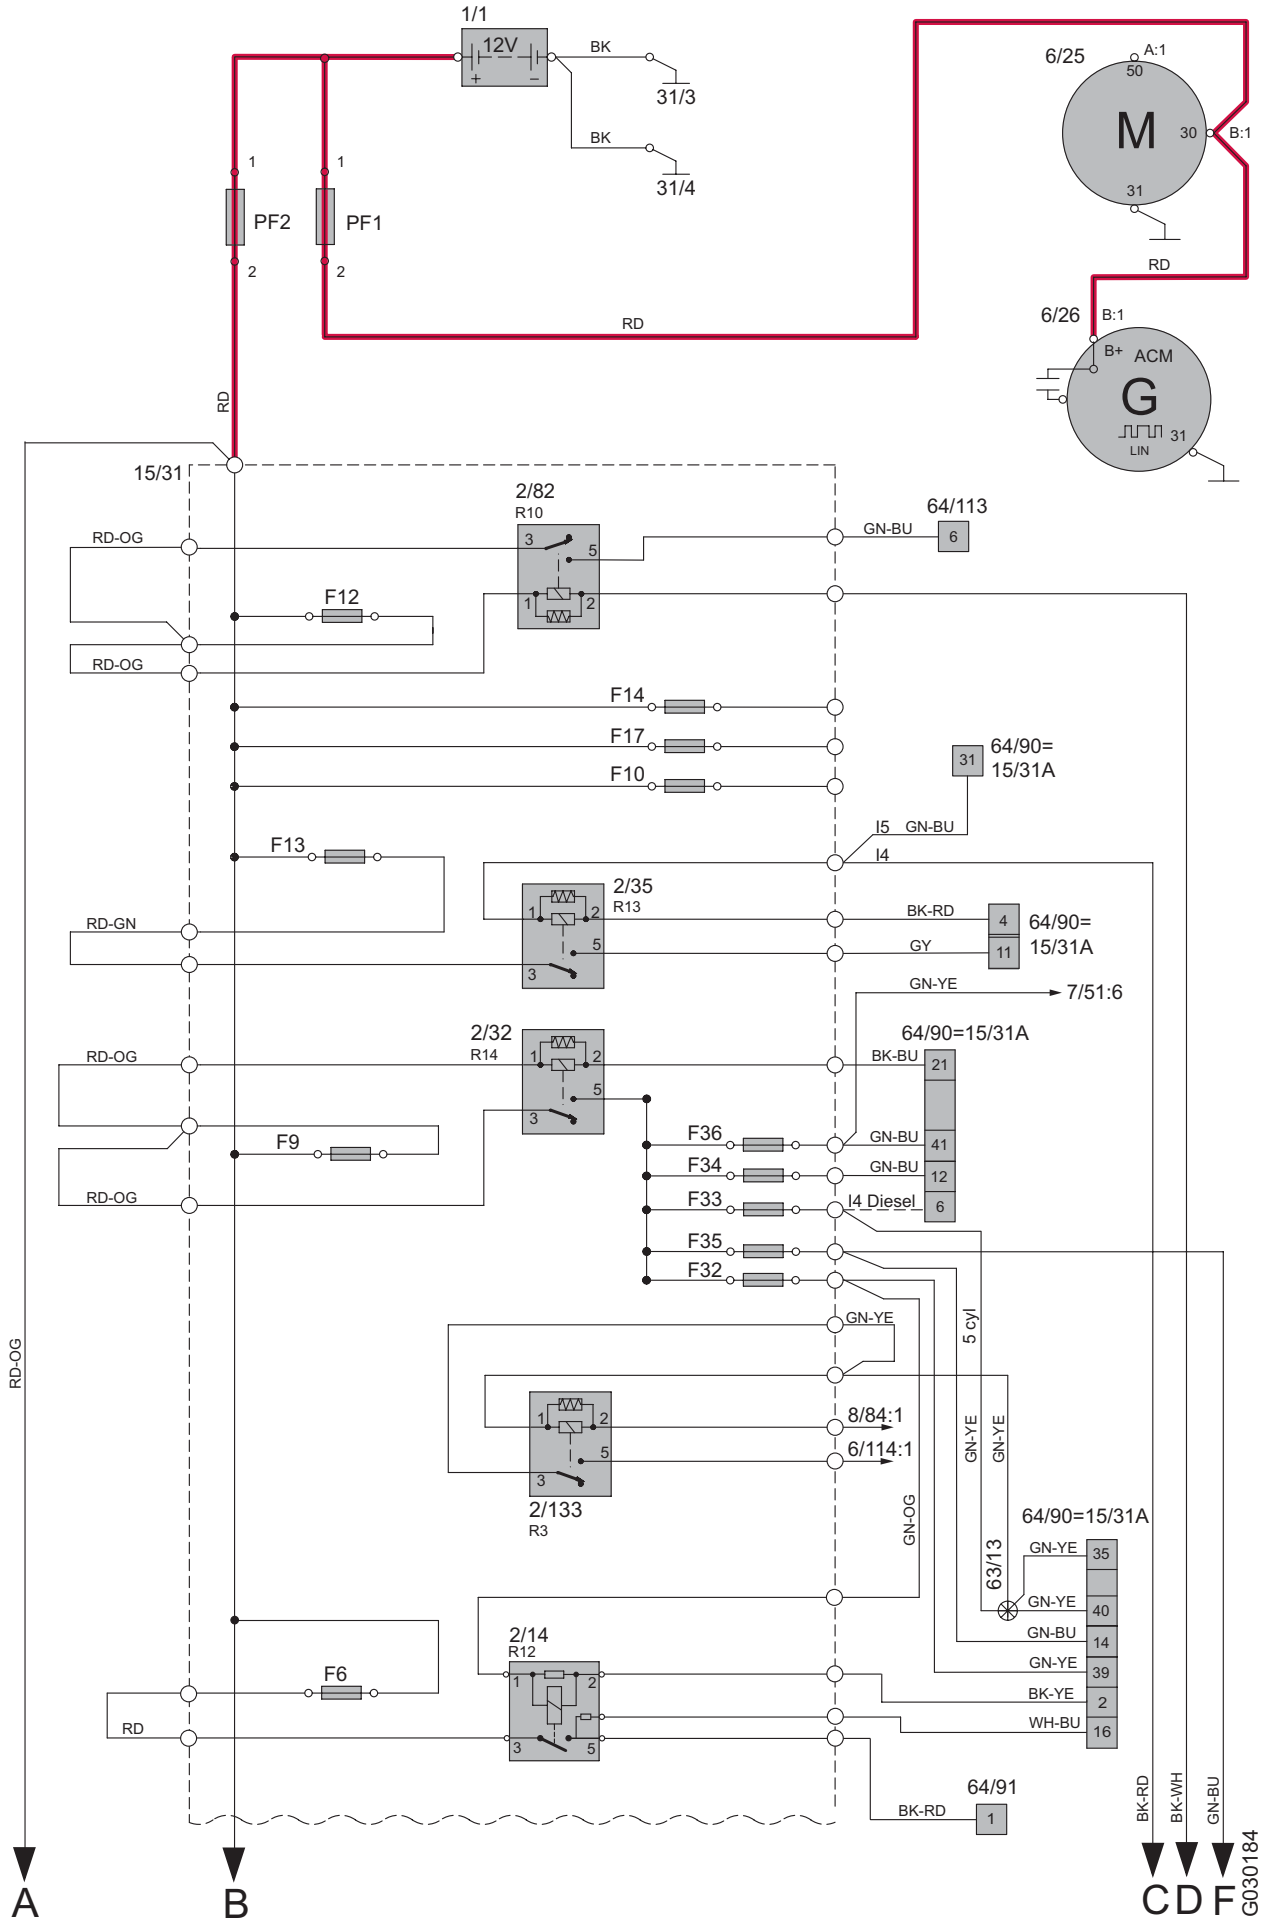 1/1
12V
+ −
BK
31/3
BK
31/4
6/25
A:1
50
M
30
B:1
31
1
1
PF2
PF1
2
2
RD
RD
6/26
B:1
B+
ACM
G
31
LIN
RD
15/31
2/82
R10
3
5
1
2
64/113
GN-BU
6
RD-OG
F12
RD-OG
F14
F17
F10
31
64/90=
15/31A
I5
GN-BU
I4
F13
2/35
R13
1
2
5
3
RD-GN
BK-RD
4
GY
11
64/90=
15/31A
GN-YE
7/51:6
2/32
R14
1
2
5
3
RD-OG
64/90=15/31A
BK-BU
21
F36
GN-BU
41
F9
F34
GN-BU
12
RD-OG
F33
I4 Diesel
6
F35
F32
GN-YE
5 cyl
RD-OG
1
2
5
3
2/133
R3
8/84:1
6/114:1
GN-YE
GN-YE
GN-OG
64/90=15/31A
63/13
GN-YE
35
GN-YE
40
GN-BU
14
GN-YE
39
BK-YE
2
WH-BU
16
2/14
R12
1
2
3
5
F6
RD
64/91
BK-RD
1
BK-RD
BK-WH
GN-BU
A
B
C
D
F
G030184